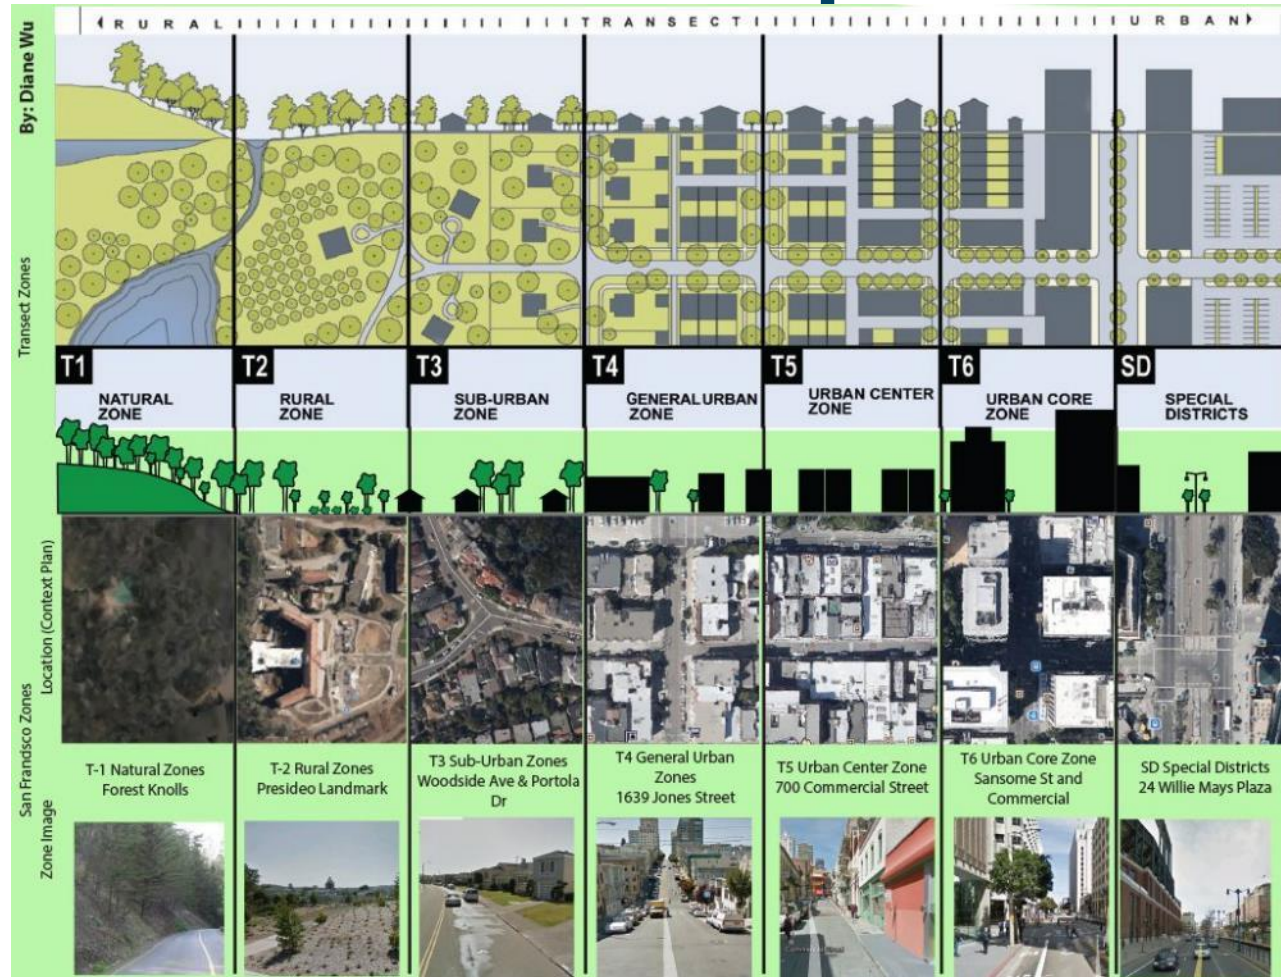 RURAL TRANSECT URBAN
By: Diane Wu
Transect Zones
T1
NATURAL
ZONE
T2
RURAL
ZONE
T3
SUB-URBAN
ZONE
T4
GENERAL URBAN
ZONE
T5
URBAN CENTER
ZONE
T6
URBAN CORE
ZONE
SD
SPECIAL
DISTRICTS
San Frandsco Zones
Location (Context Plan)
T-1 Natural Zones
Forest Knolls
T-2 Rural Zones
Presideo Landmark
T3 Sub-Urban Zones
Woodside Ave & Portola
Dr
T4 General Urban
Zones
1639 Jones Street
T5 Urban Center Zone
700 Commercial Street
T6 Urban Core Zone
Sansome St and
Commercial
SD Special Districts
24 Willie Mays Plaza
Zone Image